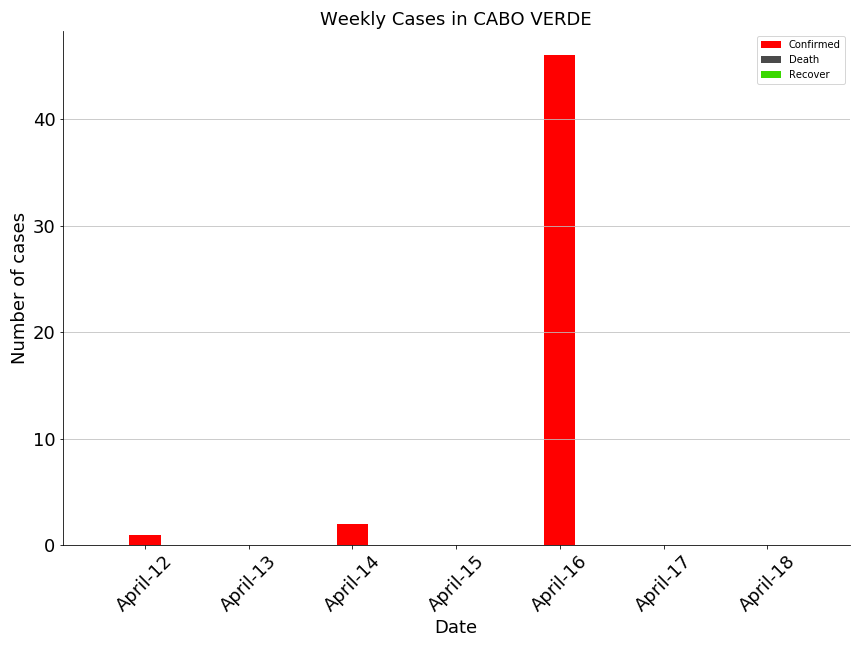 Weekly Cases in CABO VERDE
Confirmed
Death
Recover
Number of cases
40
30
20
10
0
April-12
April-13
April-14
April-15
April-16
April-17
April-18
Date